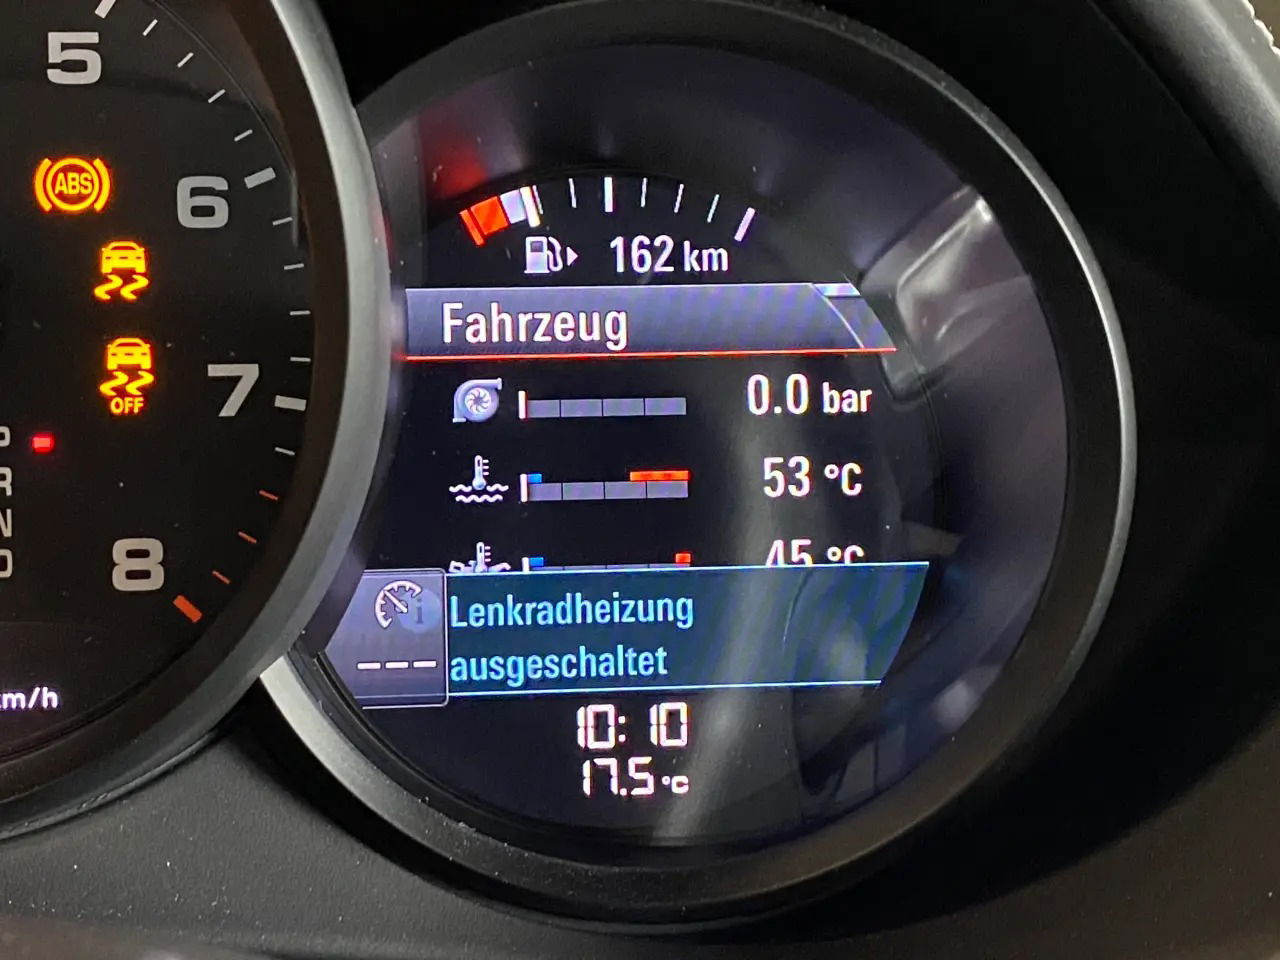 5
ABS
6
OFF
7
8
P
R
N
D
km/h
162 km
Fahrzeug
0.0 bar
53 °C
45 °C
Lenkradheizung
ausgeschaltet
---
10:10
17.5 °C